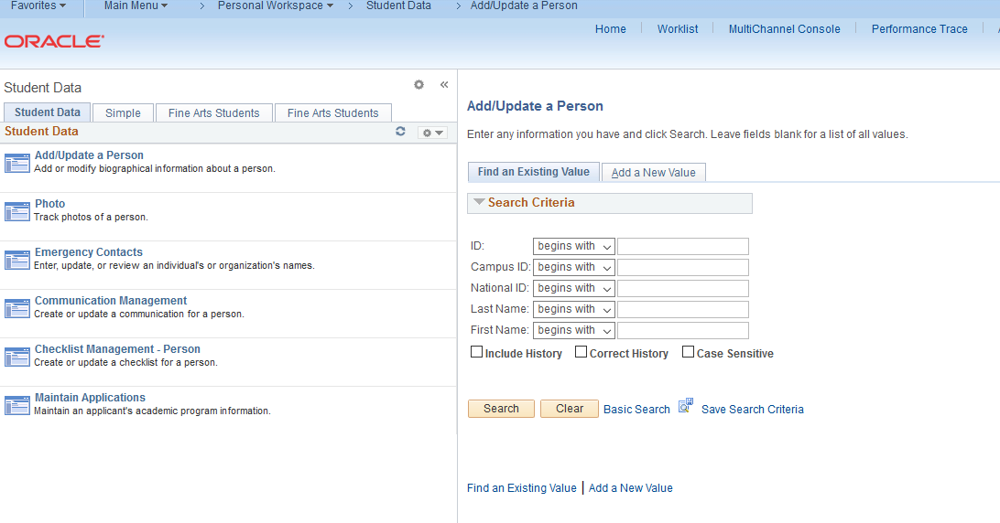 Favorites Main Menu Personal Workspace Student Data Add/Update a Person
ORACLE
Home Worklist MultiChannel Console Performance Trace
Student Data
Student Data Simple Fine Arts Students Fine Arts Students
Student Data
Add/Update a Person
Add or modify biographical information about a person.
Photo
Track photos of a person.
Emergency Contacts
Enter, update, or review an individual's or organization's names.
Communication Management
Create or update a communication for a person.
Checklist Management - Person
Create or update a checklist for a person.
Maintain Applications
Maintain an applicant's academic program information.
Add/Update a Person
Enter any information you have and click Search. Leave fields blank for a list of all values.
Find an Existing Value Add a New Value
Search Criteria
ID: begins with
Campus ID: begins with
National ID: begins with
Last Name: begins with
First Name: begins with
Include History Correct History Case Sensitive
Search Clear Basic Search Save Search Criteria
Find an Existing Value Add a New Value